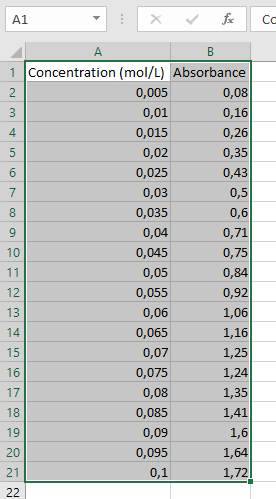 A1 fx Co
A B
1 Concentration (mol/L) Absorbance
2 0,005 0,08
3 0,01 0,16
4 0,015 0,26
5 0,02 0,35
6 0,025 0,43
7 0,03 0,5
8 0,035 0,6
9 0,04 0,71
10 0,045 0,75
11 0,05 0,84
12 0,055 0,92
13 0,06 1,06
14 0,065 1,16
15 0,07 1,25
16 0,075 1,24
17 0,08 1,35
18 0,085 1,41
19 0,09 1,6
20 0,095 1,64
21 0,1 1,72
22